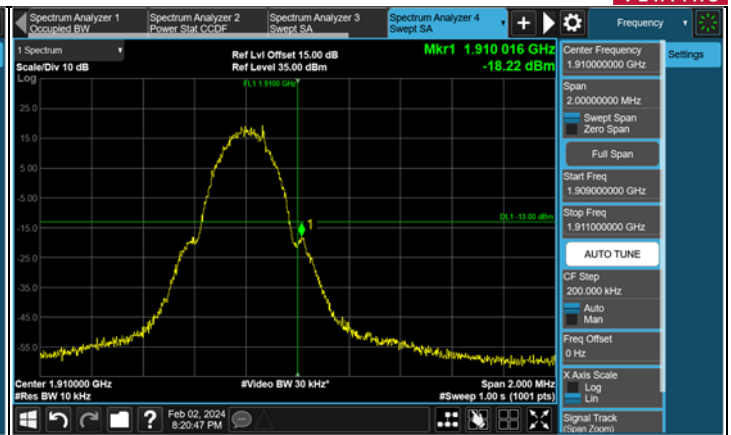 Spectrum Analyzer 1
Occupied BW
Spectrum Analyzer 2
Power Stat CCDF
Spectrum Analyzer 3
Swept SA
Spectrum Analyzer 4
Swept SA
Frequency
1 Spectrum
Scale/Div 10 dB
Log
Ref Lvl Offset 15.00 dB
Ref Level 35.00 dBm
Mkr1 1.910 016 GHz
-18.22 dBm
FL1 1.9100 GHz
25.0
15.0
5.00
-5.00
-15.0
-25.0
-35.0
-45.0
-55.0
DL1 -13.00 dBm
1
Center 1.910000 GHz
#Res BW 10 kHz
#Video BW 30 kHz*
Span 2.000 MHz
#Sweep 1.00 s (1001 pts)
Feb 02, 2024
8:20:47 PM
Center Frequency
1.910000000 GHz
Settings
Span
2.00000000 MHz
Swept Span
Zero Span
Full Span
Start Freq
1.909000000 GHz
Stop Freq
1.911000000 GHz
AUTO TUNE
CF Step
200.000 kHz
Auto
Man
Freq Offset
0 Hz
X Axis Scale
Log
Lin
Signal Track
(Span Zoom)